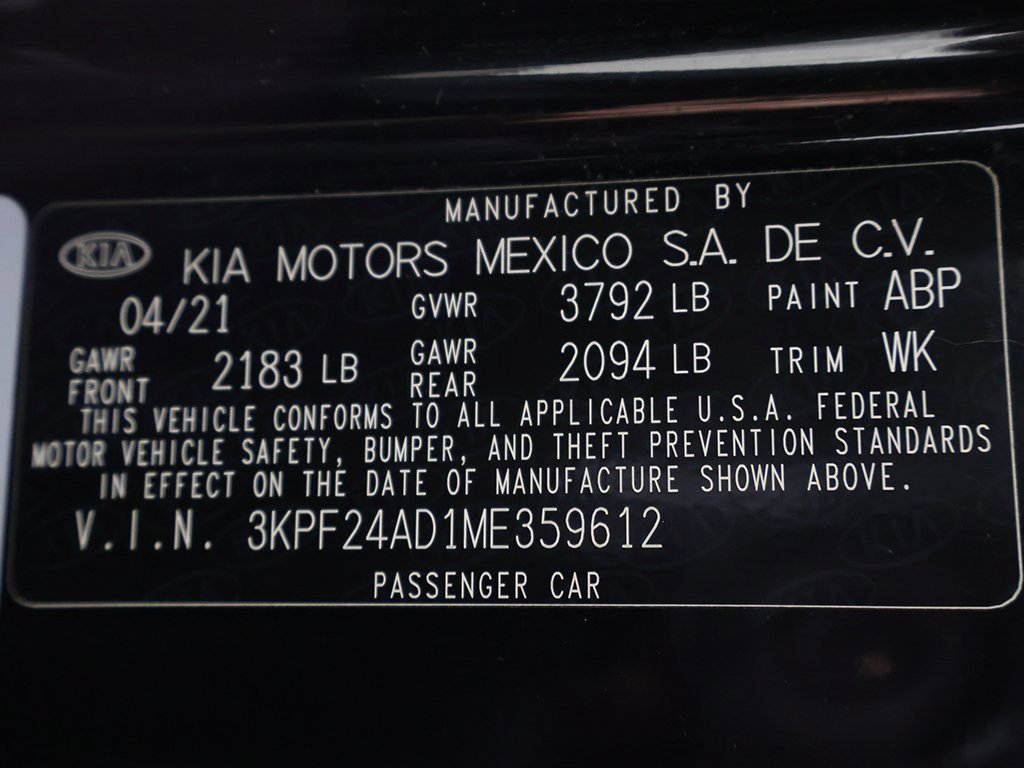 MANUFACTURED BY
KIA KIA MOTORS MEXICO S.A. DE C.V.
04/21 GVWR 3792 LB PAINT ABP
GAWR FRONT 2183 LB GAWR REAR 2094 LB TRIM WK
THIS VEHICLE CONFORMS TO ALL APPLICABLE U.S.A. FEDERAL
MOTOR VEHICLE SAFETY, BUMPER, AND THEFT PREVENTION STANDARDS
IN EFFECT ON THE DATE OF MANUFACTURE SHOWN ABOVE.
V.I.N. 3KPF24AD1ME359612
PASSENGER CAR